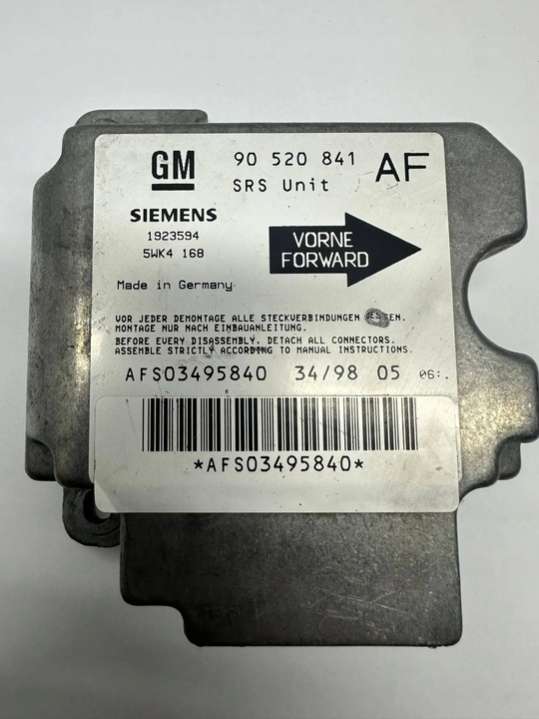 GM 90 520 841 AF
SRS Unit
SIEMENS
1923594
5WK4 168
VORNE
FORWARD
Made in Germany
VOR JEDER DEMONTAGE ALLE STECKVERBINDUNGEN
MONTAGE NUR NACH EINBAUANLEITUNG.
BEFORE EVERY DISASSEMBLY, DETACH ALL CONNECTORS.
ASSEMBLE STRICTLY ACCORDING TO MANUAL INSTRUCTIONS.
AFS03495840 34/98 05 06:.
*AFS03495840*